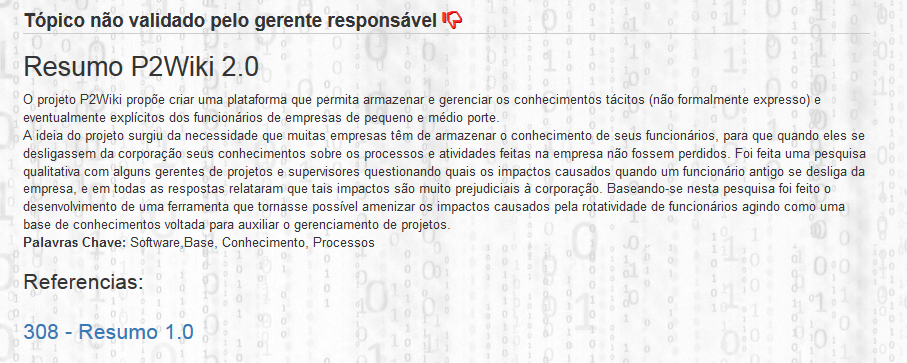 Tópico não validado pelo gerente responsável
Resumo P2Wiki 2.0
O projeto P2Wiki propõe criar uma plataforma que permita armazenar e gerenciar os conhecimentos tácitos (não formalmente expresso) e
eventualmente explícitos dos funcionários de empresas de pequeno e médio porte.
A ideia do projeto surgiu da necessidade que muitas empresas têm de armazenar o conhecimento de seus funcionários, para que quando eles se
desligassem da corporação seus conhecimentos sobre os processos e atividades feitas na empresa não fossem perdidos. Foi feita uma pesquisa
qualitativa com alguns gerentes de projetos e supervisores questionando quais os impactos causados quando um funcionário antigo se desliga da
empresa, e em todas as respostas relataram que tais impactos são muito prejudiciais à corporação. Baseando-se nesta pesquisa foi feito o
desenvolvimento de uma ferramenta que tornasse possível amenizar os impactos causados pela rotatividade de funcionários agindo como uma
base de conhecimentos voltada para auxiliar o gerenciamento de projetos.
Palavras Chave: Software,Base, Conhecimento, Processos
Referencias:
308 - Resumo 1.0